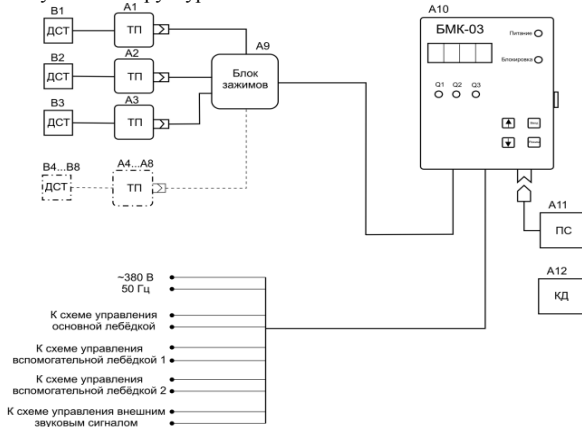 В1
А1
ДСТ
ТП
В2
А2
ДСТ
ТП
В3
А3
ДСТ
ТП
В4...В8
А4...А8
ДСТ
ТП
А9
Блок
зажимов
А10
БМК-03
Питание
Блокировка
Q1 Q2 Q3
А11
ПС
А12
КД
~380 В
50 Гц
К схеме управления
основной лебёдкой
К схеме управления
вспомогательной лебёдкой 1
К схеме управления
вспомогательной лебёдкой 2
К схеме управления внешним
звуковым сигналом